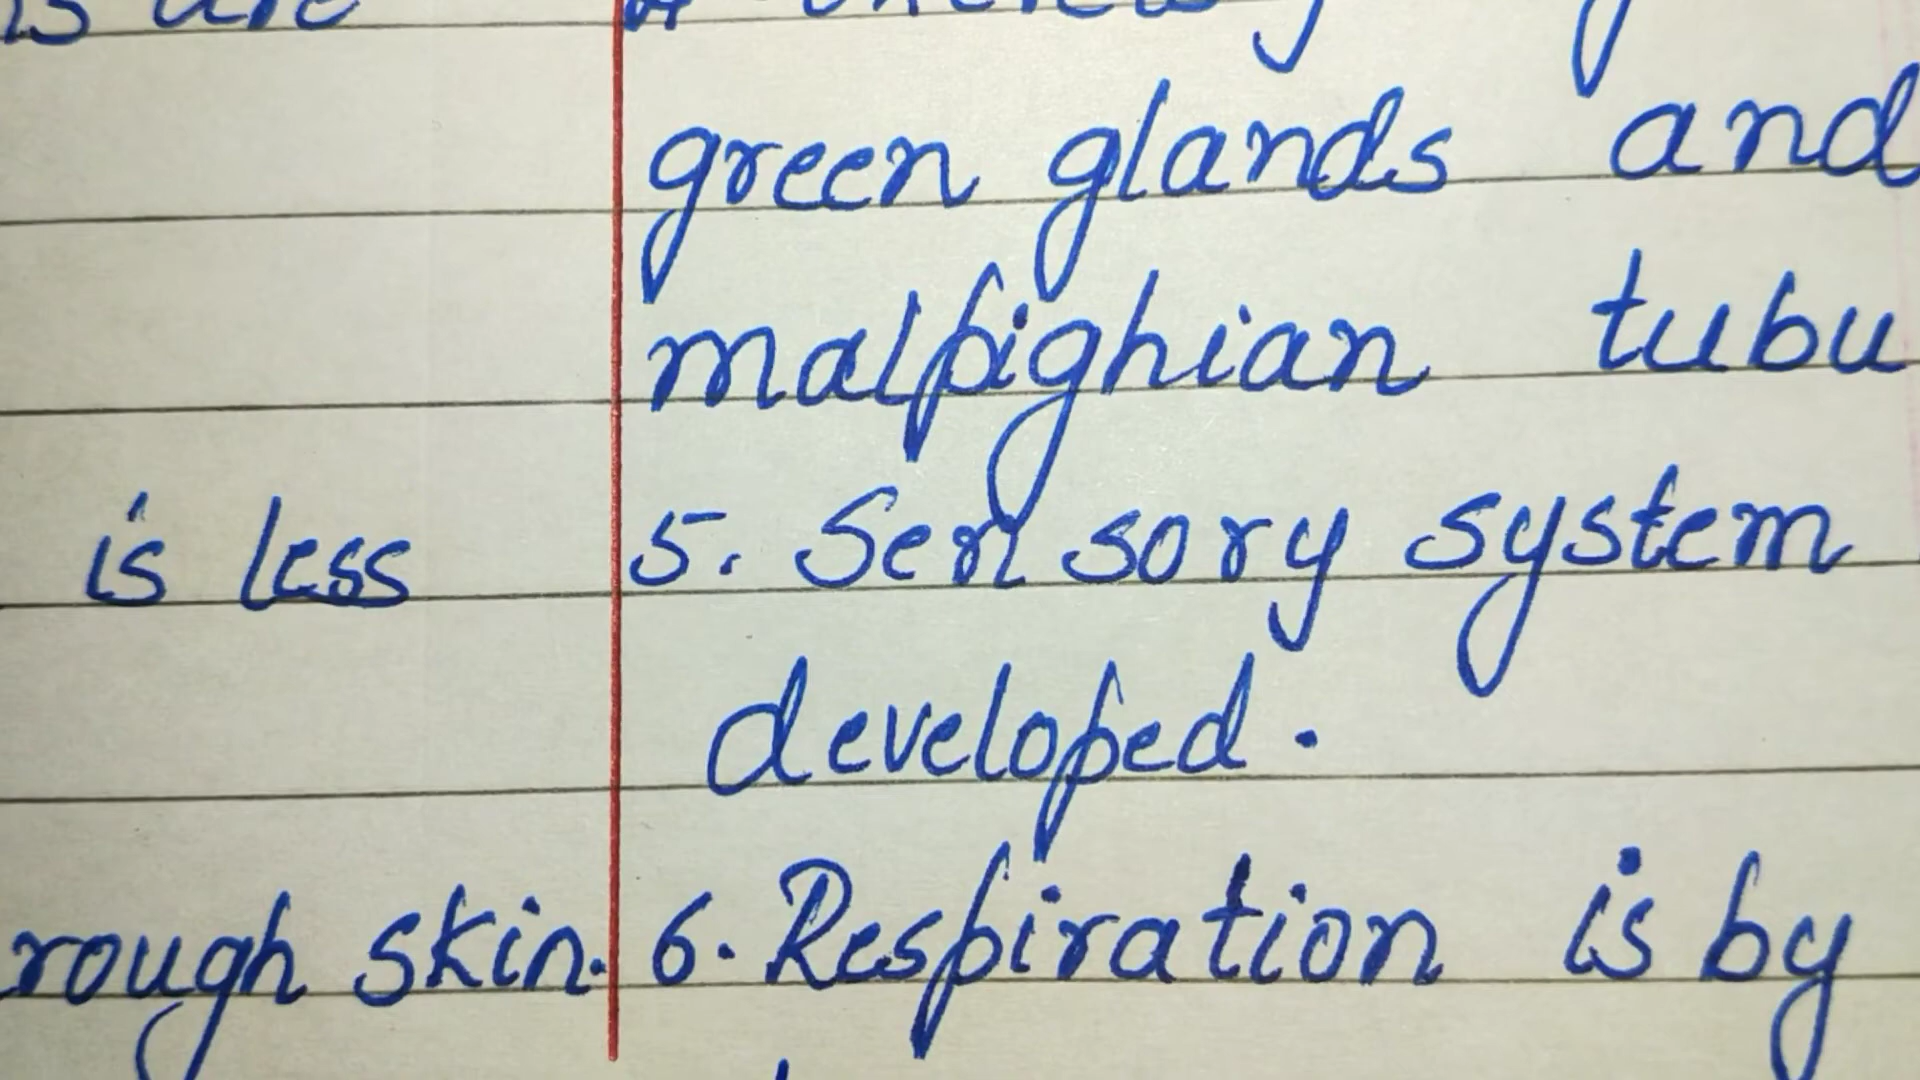 green glands and
malpighian tubu
is less 5. Sensory system
developed.
rough skin. 6. Respiration is by